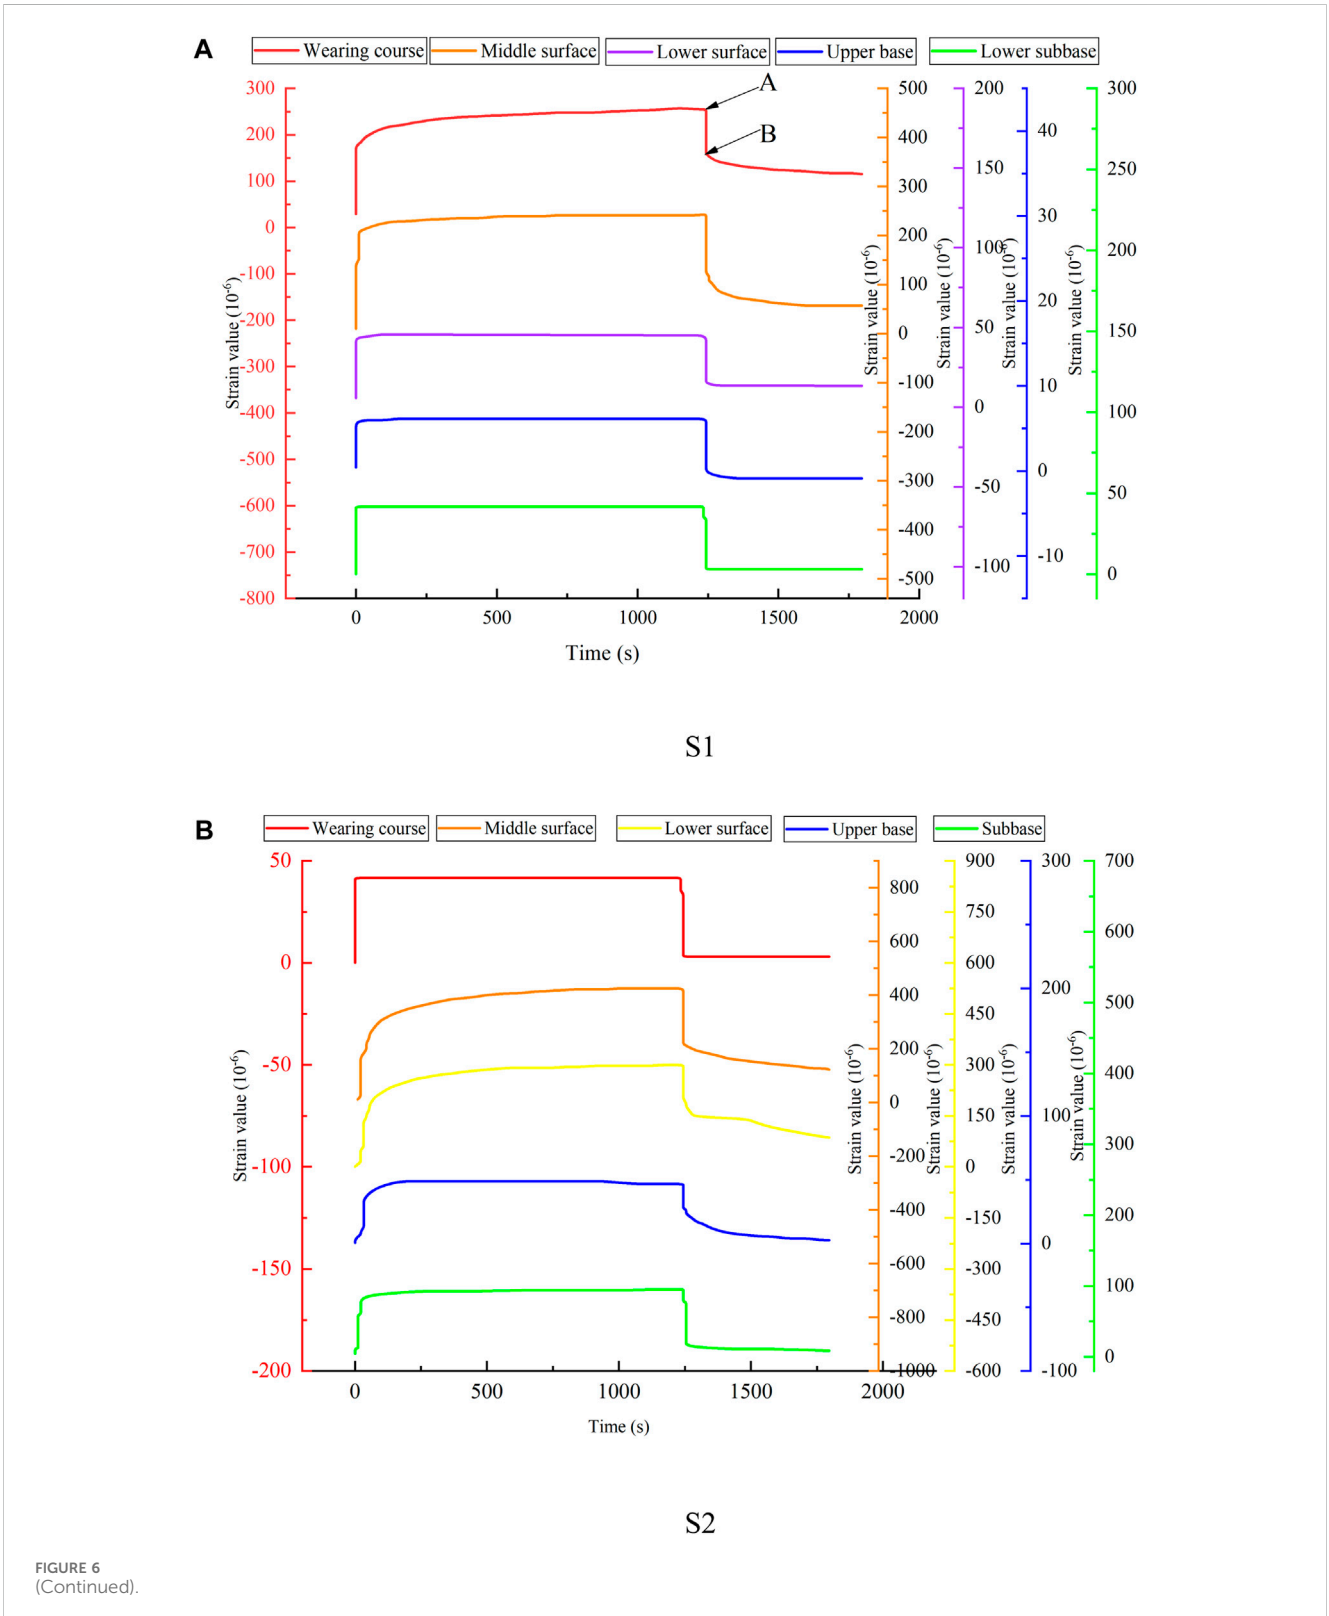 A
Wearing course
Middle surface
Lower surface
Upper base
Lower subbase
300
200
100
0
-100
-200
-300
-400
-500
-600
-700
-800
Strain value (10-6)
A
B
500
400
300
200
100
0
-100
-200
-300
-400
-500
Strain value (10-6)
200
150
100
50
0
-50
-100
Strain value (10-6)
40
30
20
10
0
-10
Strain value (10-6)
300
250
200
150
100
50
0
Strain value (10-6)
0 500 1000 1500 2000
Time (s)
S1
B
Wearing course
Middle surface
Lower surface
Upper base
Subbase
50
0
-50
-100
-150
-200
Strain value (10-6)
800
600
400
200
0
-200
-400
-600
-800
-1000
Strain value (10-6)
900
750
600
450
300
150
0
-150
-300
-450
-600
Strain value (10-6)
300
200
100
0
-100
Strain value (10-6)
700
600
500
400
300
200
100
0
Strain value (10-6)
0 500 1000 1500 2000
Time (s)
S2
FIGURE 6
(Continued).